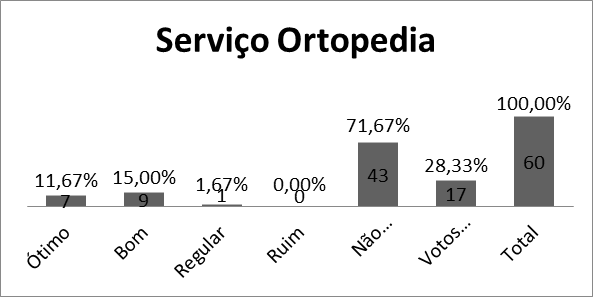 Serviço Ortopedia
11,67%
15,00%
1,67%
0,00%
71,67%
28,33%
100,00%
7
9
1
0
43
17
60
Ótimo
Bom
Regular
Ruim
Não...
Votos...
Total